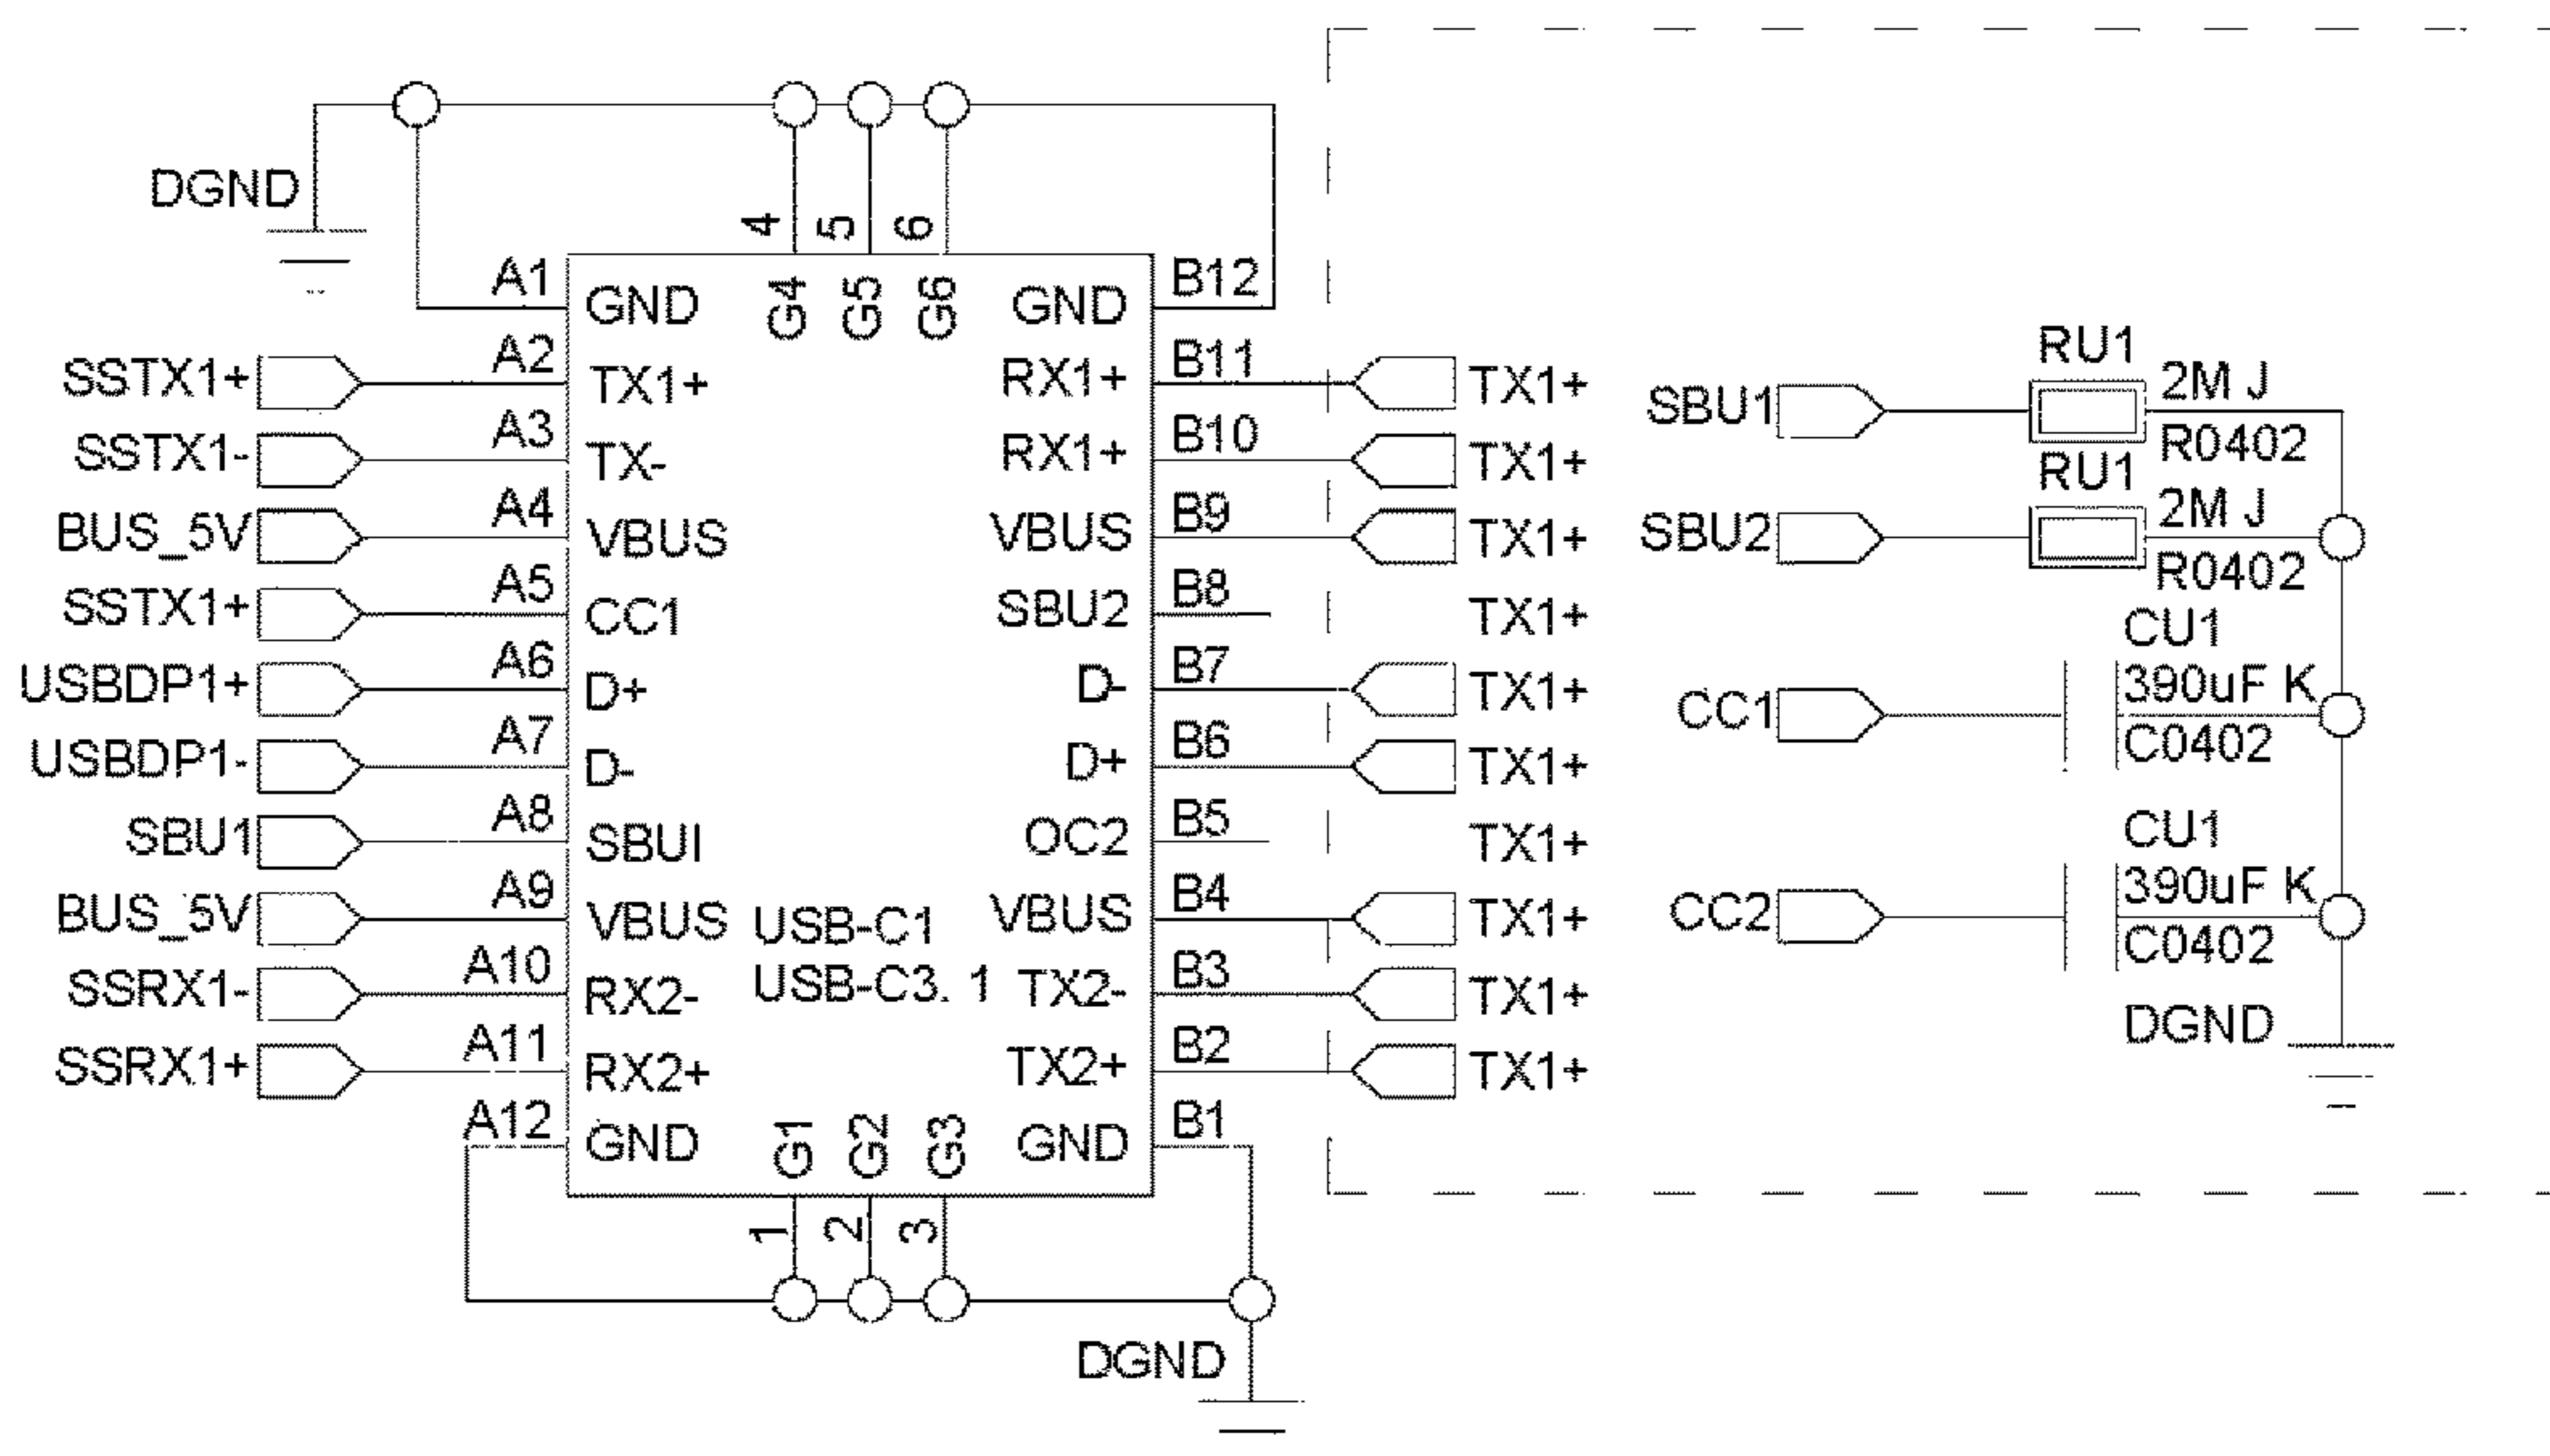 DGND
4 5 6
A1 GND G4 G5 G6 GND B12
SSTX1+ A2 TX1+ RX1+ B11 TX1+
SSTX1- A3 TX- RX1+ B10 TX1+
BUS_5V A4 VBUS VBUS B9 TX1+
SSTX1+ A5 CC1 SBU2 B8 TX1+
USBDP1+ A6 D+ D- B7 TX1+
USBDP1- A7 D- D+ B6 TX1+
SBU1 A8 SBUI OC2 B5 TX1+
BUS_5V A9 VBUS USB-C1 VBUS B4 TX1+
SSRX1- A10 RX2- USB-C3. 1 TX2- B3 TX1+
SSRX1+ A11 RX2+ TX2+ B2 TX1+
A12 GND G1 G2 G3 GND B1
1 2 3
DGND
RU1
SBU1 2M J
R0402
RU1
SBU2 2M J
R0402
CU1
CC1 390uF K
C0402
CU1
CC2 390uF K
C0402
DGND